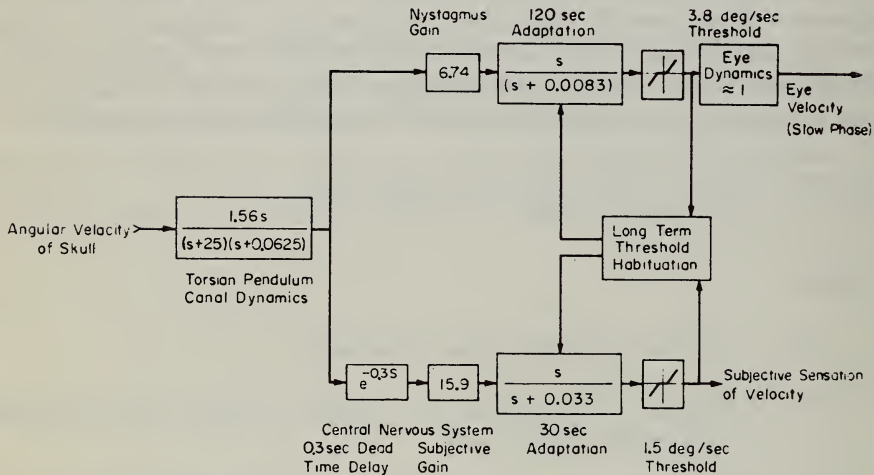 Nystagmus
Gain
120 sec
Adaptation
3.8 deg/sec
Threshold
6.74
s
(s + 0.0083)
Eye
Dynamics
≈ 1
Eye
Velocity
(Slow Phase)
Angular Velocity
of Skull
1.56 s
(s+25)(s+0.0625)
Torsian Pendulum
Canal Dynamics
Long Term
Threshold
Habituation
e^-0.3S
15.9
s
s + 0.033
Subjective Sensation
of Velocity
Central Nervous System
0.3sec Dead
Time Delay
Subjective
Gain
30 sec
Adaptation
1.5 deg/sec
Threshold